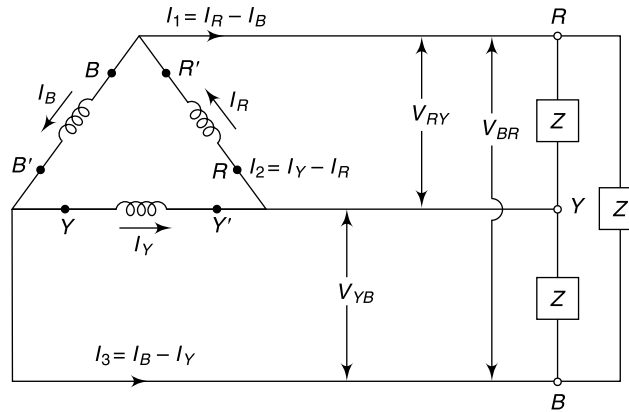 I₁ = I_R – I_B
R
B
R'
I_B
I_R
V_RY
V_BR
Z
B'
R
I₂ = I_Y – I_R
Y
Z
Y
Y'
I_Y
V_YB
Z
I₃ = I_B – I_Y
B